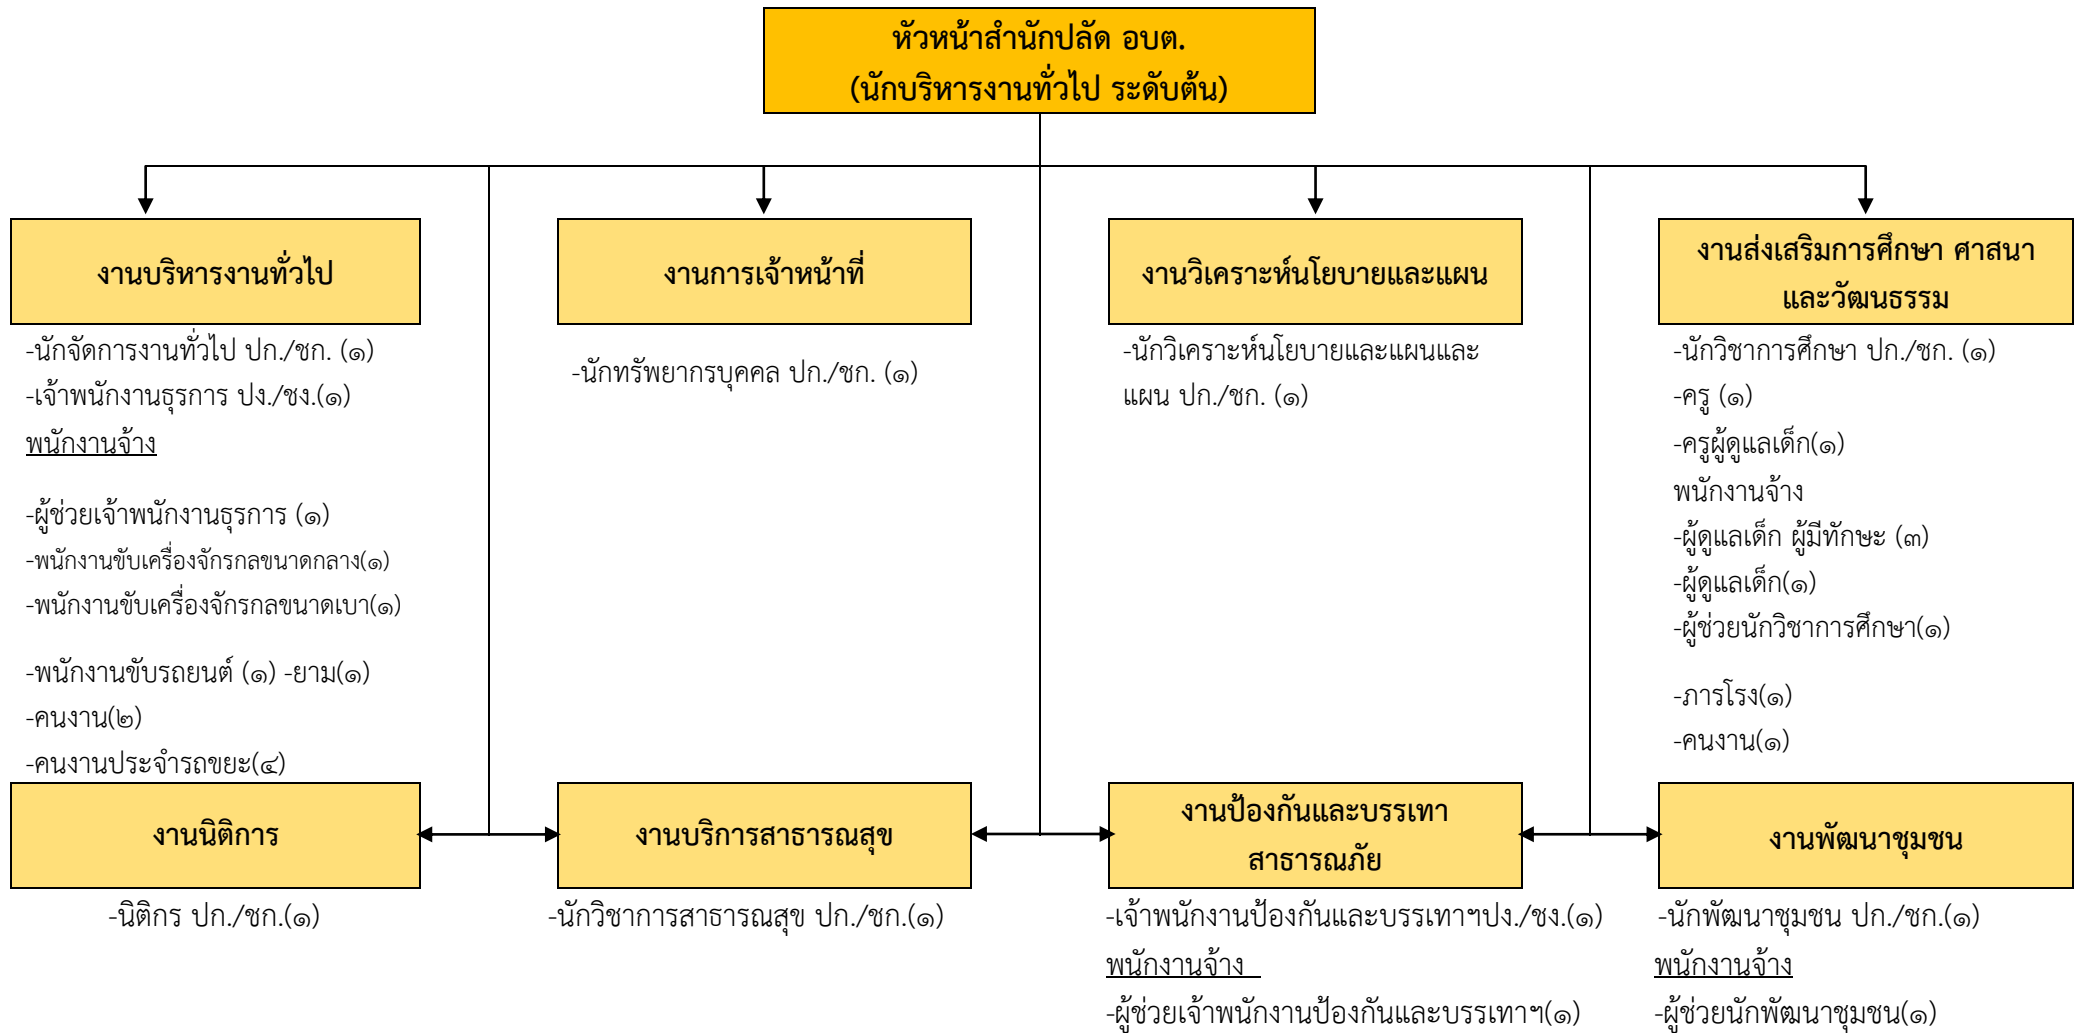 หัวหน้าสำนักปลัด อบต.
(นักบริหารงานทั่วไป ระดับต้น)
งานบริหารงานทั่วไป
-นักจัดการงานทั่วไป ปก./ชก. (๑)
-เจ้าพนักงานธุรการ ปง./ชง.(๑)
พนักงานจ้าง
-ผู้ช่วยเจ้าพนักงานธุรการ (๑)
-พนักงานขับเครื่องจักรกลขนาดกลาง(๑)
-พนักงานขับเครื่องจักรกลขนาดเบา(๑)
-พนักงานขับรถยนต์ (๑) -ยาม(๑)
-คนงาน(๒)
-คนงานประจำรถขยะ(๔)
งานการเจ้าหน้าที่
-นักทรัพยากรบุคคล ปก./ชก. (๑)
งานวิเคราะห์นโยบายและแผน
-นักวิเคราะห์นโยบายและแผนและ
แผน ปก./ชก. (๑)
งานส่งเสริมการศึกษา ศาสนา
และวัฒนธรรม
-นักวิชาการศึกษา ปก./ชก. (๑)
-ครู (๑)
-ครูผู้ดูแลเด็ก(๑)
พนักงานจ้าง
-ผู้ดูแลเด็ก ผู้มีทักษะ (๓)
-ผู้ดูแลเด็ก(๑)
-ผู้ช่วยนักวิชาการศึกษา(๑)
-ภารโรง(๑)
-คนงาน(๑)
งานนิติการ
-นิติกร ปก./ชก.(๑)
งานบริการสาธารณสุข
-นักวิชาการสาธารณสุข ปก./ชก.(๑)
งานป้องกันและบรรเทา
สาธารณภัย
-เจ้าพนักงานป้องกันและบรรเทาฯปง./ชง.(๑)
พนักงานจ้าง
-ผู้ช่วยเจ้าพนักงานป้องกันและบรรเทาฯ(๑)
งานพัฒนาชุมชน
-นักพัฒนาชุมชน ปก./ชก.(๑)
พนักงานจ้าง
-ผู้ช่วยนักพัฒนาชุมชน(๑)